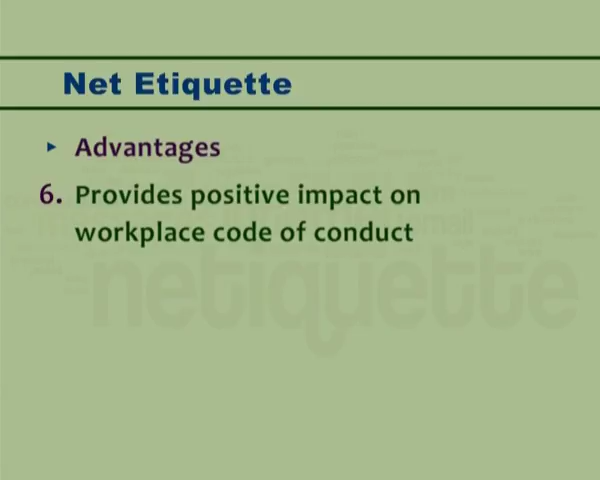 Net Etiquette
Advantages
6. Provides positive impact on
workplace code of conduct
netiquette